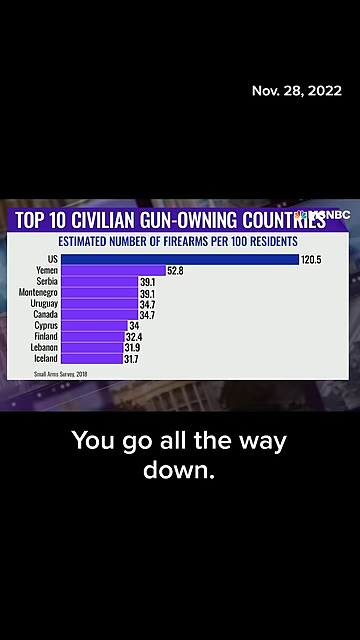 Nov. 28, 2022
TOP 10 CIVILIAN GUN-OWNING COUNTRIES
MSNBC
ESTIMATED NUMBER OF FIREARMS PER 100 RESIDENTS
US 120.5
Yemen 52.8
Serbia 39.1
Montenegro 39.1
Uruguay 34.7
Canada 34.7
Cyprus 34
Finland 32.4
Lebanon 31.9
Iceland 31.7
Small Arms Survey, 2018
You go all the way
down.